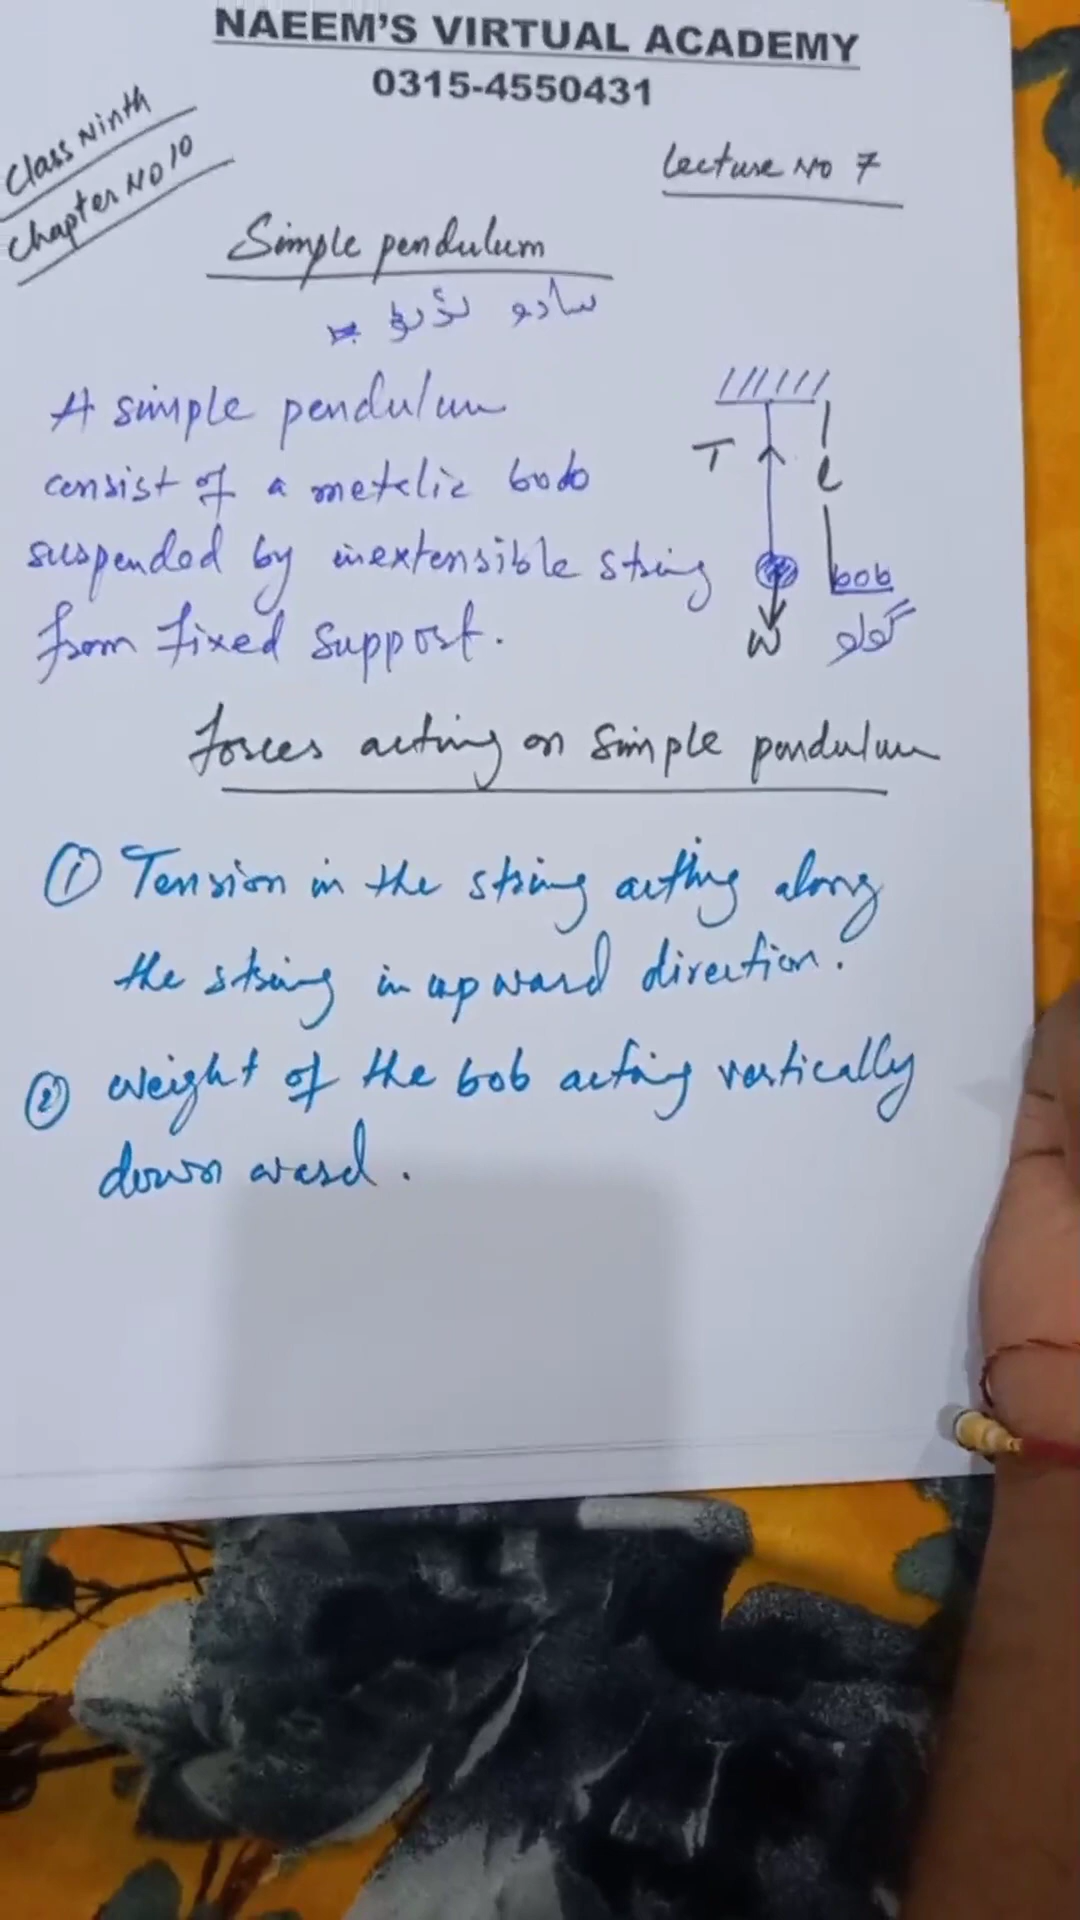 NAEEM'S VIRTUAL ACADEMY
0315-4550431
Class Ninth
Chapter No 10
Lecture No 7
Simple pendulum
سادہ
A simple pendulum
consist of a metelic bob
suspended by inextensible string
from fixed support.
T
l
bob
W
گولہ
forces acting on simple pendulum
① Tension in the string acting along
the string in upward direction.
② weight of the bob acting vertically
down ward.